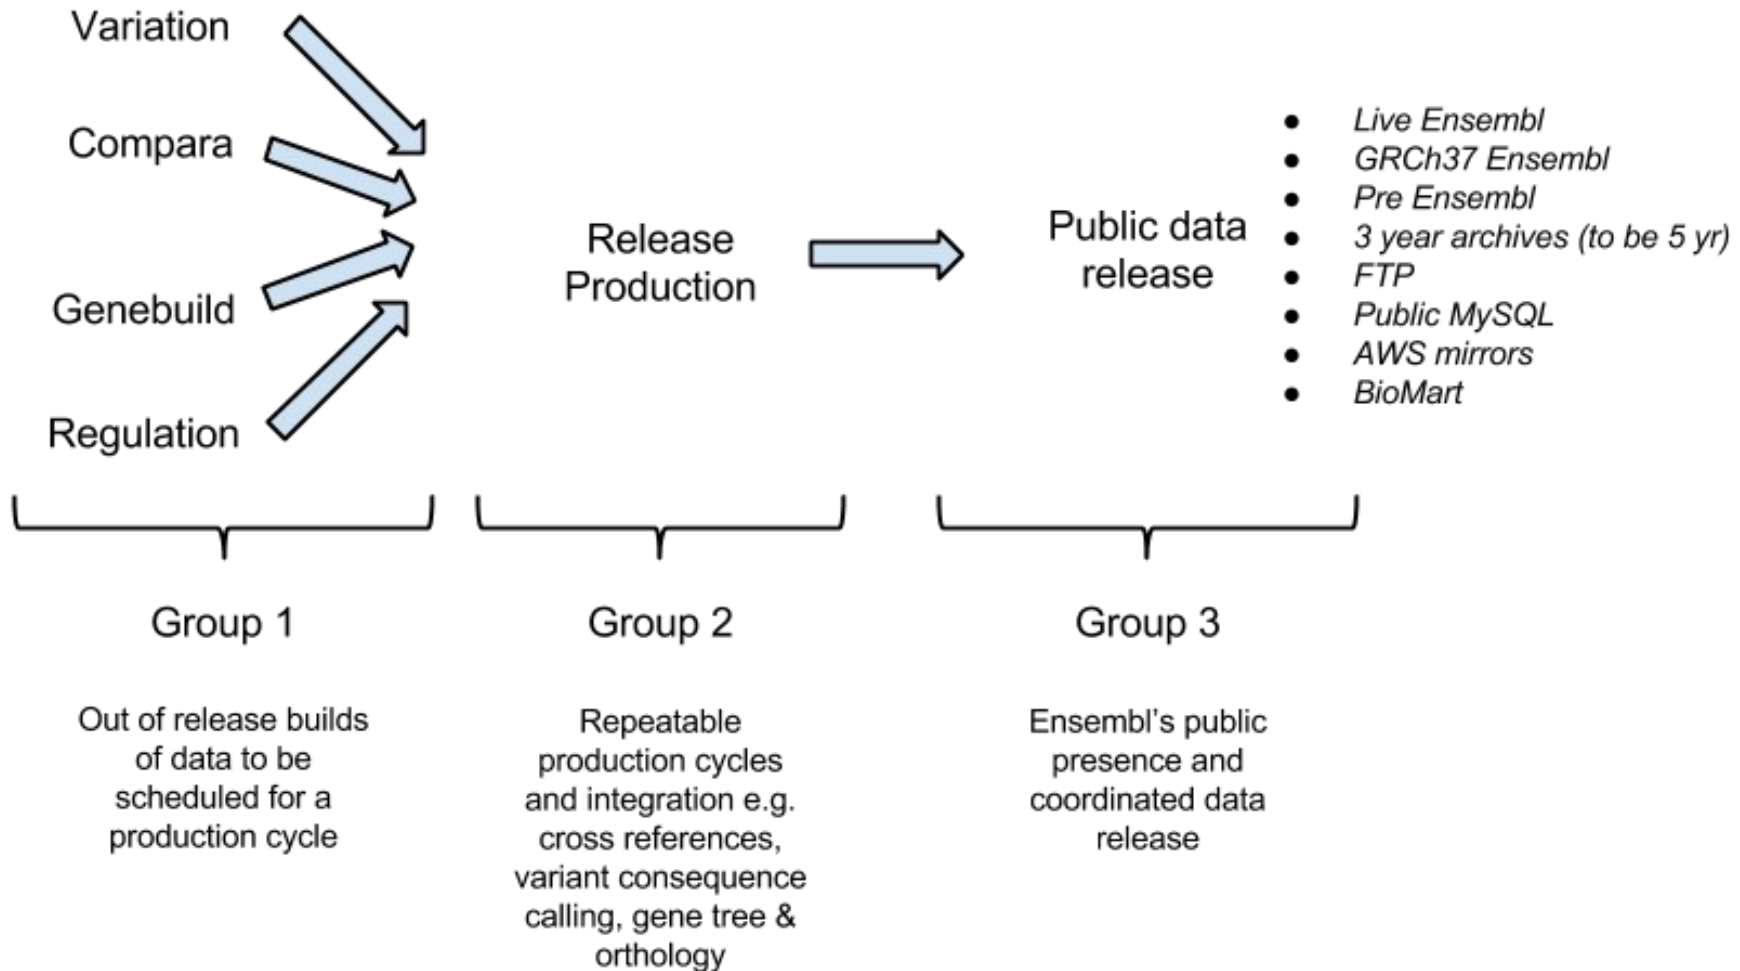 Variation
Compara
Genebuild
Regulation
Release
Production
Public data
release
● Live Ensembl
● GRCh37 Ensembl
● Pre Ensembl
● 3 year archives (to be 5 yr)
● FTP
● Public MySQL
● AWS mirrors
● BioMart
Group 1
Out of release builds
of data to be
scheduled for a
production cycle
Group 2
Repeatable
production cycles
and integration e.g.
cross references,
variant consequence
calling, gene tree &
orthology
Group 3
Ensembl's public
presence and
coordinated data
release